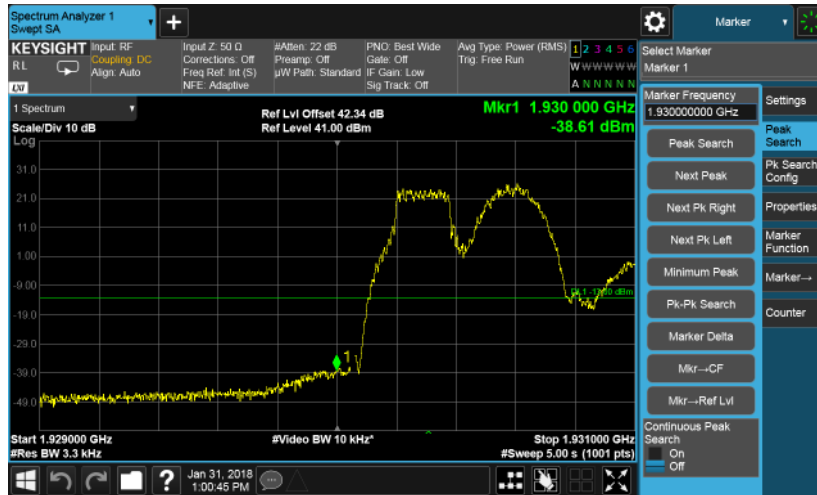 Spectrum Analyzer 1
Swept SA
Marker
KEYSIGHT
RL
LXI
Input: RF
Coupling: DC
Align: Auto
Input Z: 50 Ω
Corrections: Off
Freq Ref: Int (S)
NFE: Adaptive
#Atten: 22 dB
Preamp: Off
µW Path: Standard
PNO: Best Wide
Gate: Off
IF Gain: Low
Sig Track: Off
Avg Type: Power (RMS)
Trig: Free Run
1 2 3 4 5 6
W W W W W W
A N N N N N
Select Marker
Marker 1
1 Spectrum
Scale/Div 10 dB
Log
Ref Lvl Offset 42.34 dB
Ref Level 41.00 dBm
Mkr1 1.930 000 GHz
-38.61 dBm
31.0
21.0
11.0
1.00
-9.00
-19.0
-29.0
-39.0
-49.0
1
Start 1.929000 GHz
#Res BW 3.3 kHz
#Video BW 10 kHz*
Stop 1.931000 GHz
#Sweep 5.00 s (1001 pts)
Marker Frequency
1.930000000 GHz
Peak Search
Next Peak
Next Pk Right
Next Pk Left
Minimum Peak
Pk-Pk Search
Marker Delta
Mkr→CF
Mkr→Ref Lvl
Continuous Peak
Search
On
Off
Settings
Peak
Search
Pk Search
Config
Properties
Marker
Function
Marker→
Counter
?
Jan 31, 2018
1:00:45 PM